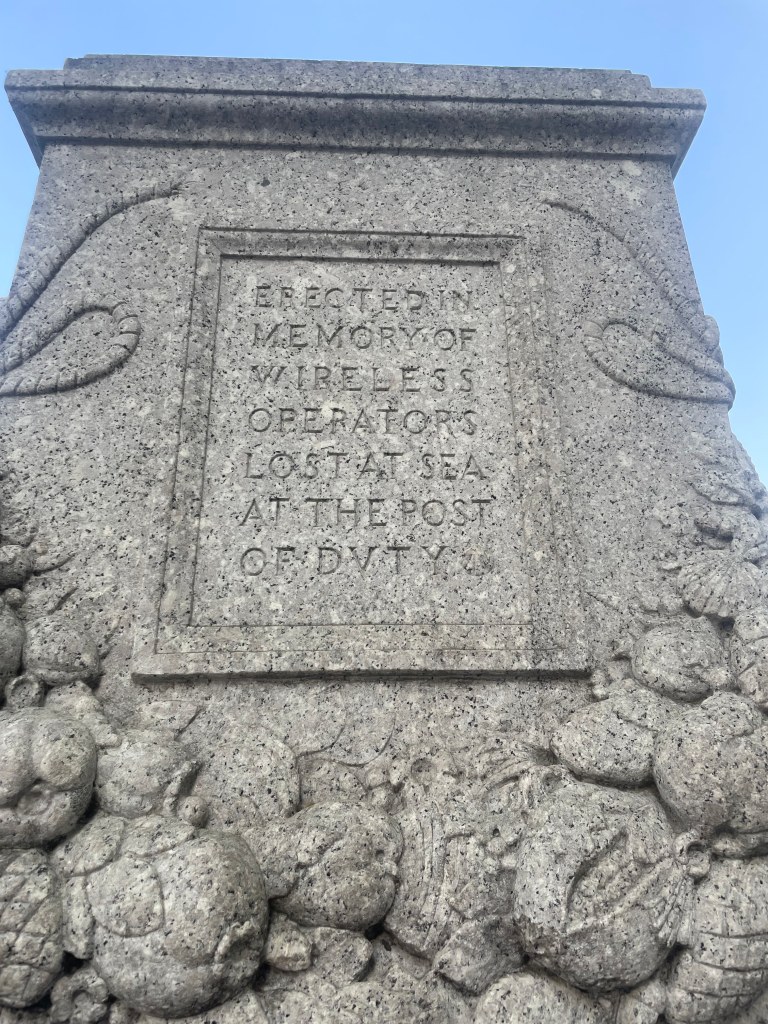 ERECTED IN
MEMORY OF
WIRELESS
OPERATORS
LOST AT SEA
AT THE POST
OF DVTY